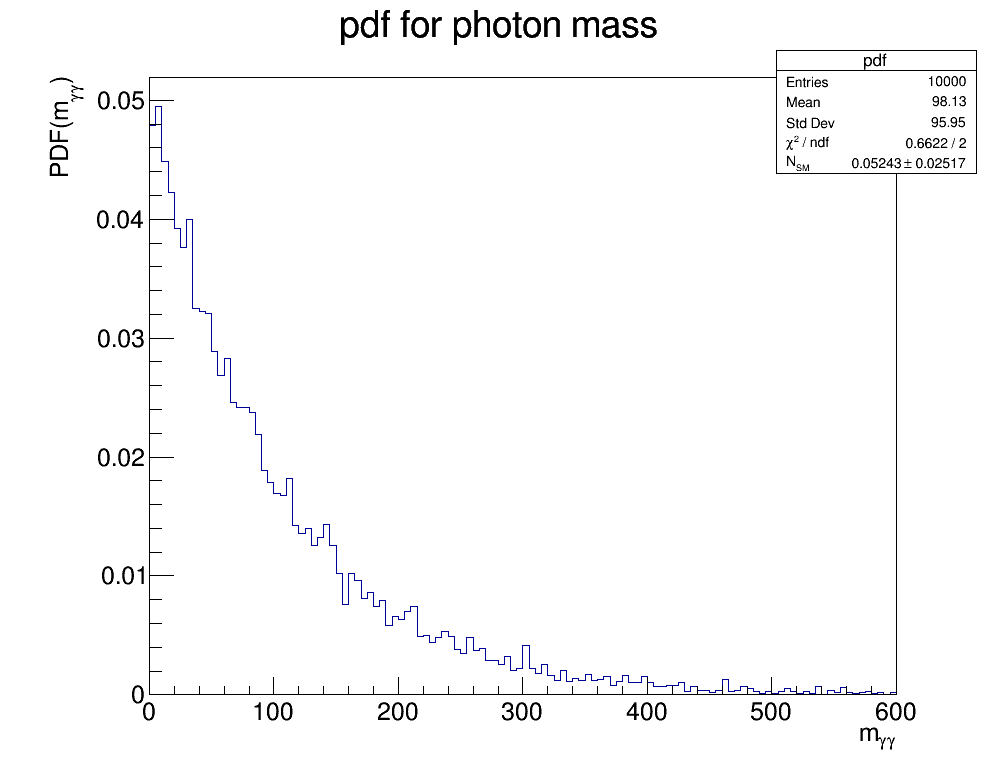 pdf for photon mass
pdf
Entries 10000
Mean 98.13
Std Dev 95.95
χ² / ndf 0.6622 / 2
N_SM 0.05243 ± 0.02517
PDF(m_γγ)
0.05
0.04
0.03
0.02
0.01
0
0 100 200 300 400 500 600
m_γγ